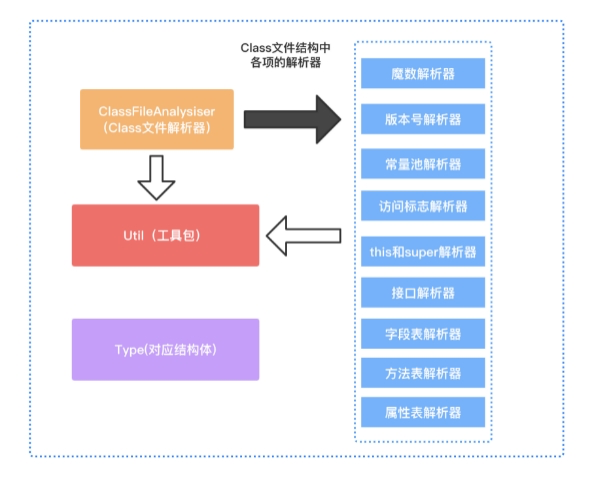 Class文件结构中
各项的解析器
ClassFileAnalysiser
（Class文件解析器）
Util（工具包）
Type(对应结构体)
魔数解析器
版本号解析器
常量池解析器
访问标志解析器
this和super解析器
接口解析器
字段表解析器
方法表解析器
属性表解析器